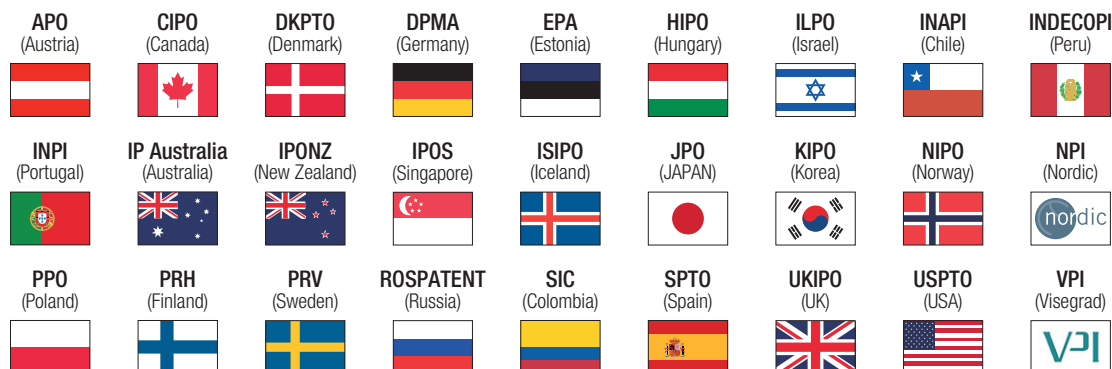 APO CIPO DKPTO DPMA EPA HIPO ILPO INAPI INDECOPI
(Austria) (Canada) (Denmark) (Germany) (Estonia) (Hungary) (Israel) (Chile) (Peru)
INPI IP Australia IPONZ IPOS ISIPO JPO KIPO NIPO NPI
(Portugal) (Australia) (New Zealand) (Singapore) (Iceland) (JAPAN) (Korea) (Norway) (Nordic)
nordic
PPO PRH PRV ROSPATENT SIC SPTO UKIPO USPTO VPI
(Poland) (Finland) (Sweden) (Russia) (Colombia) (Spain) (UK) (USA) (Visegrad)
VPI